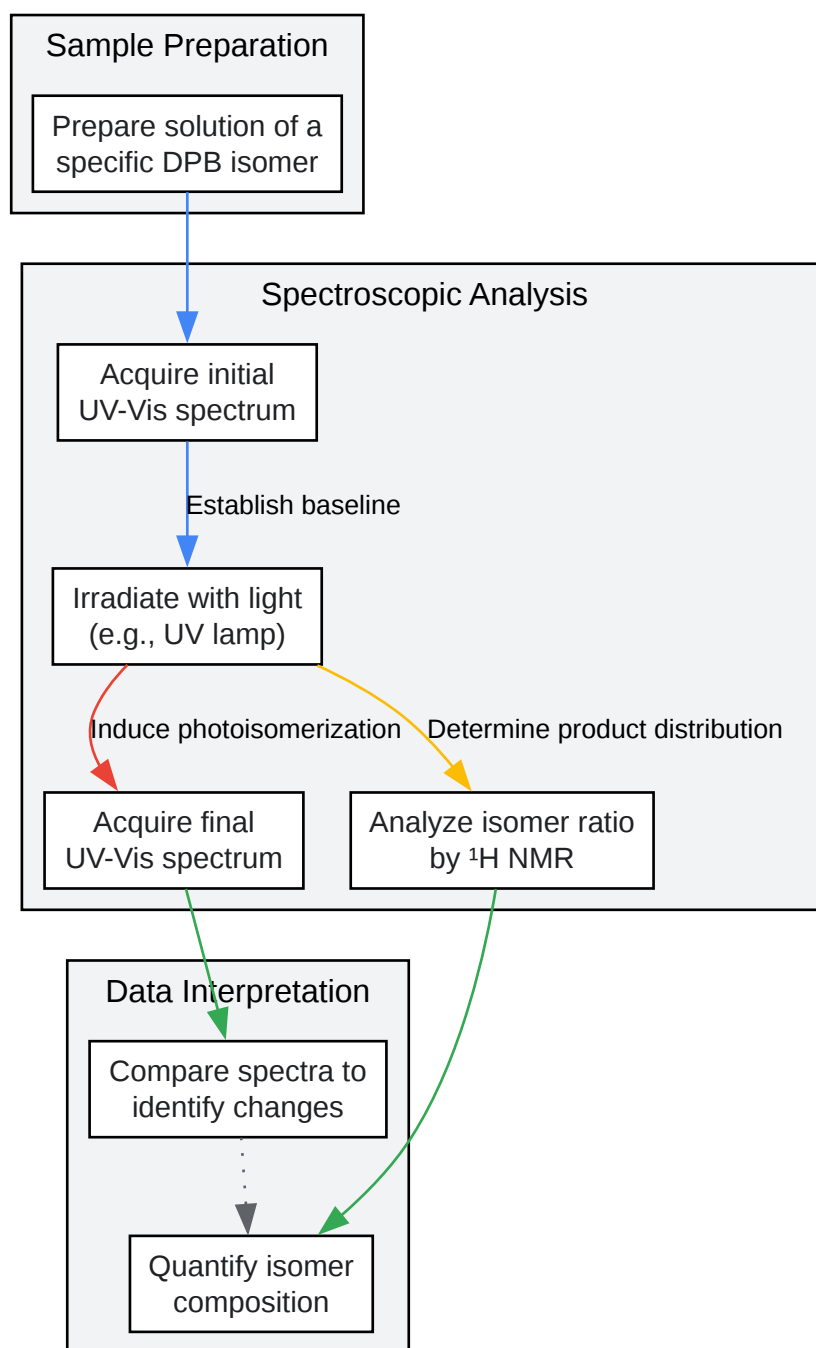 Sample Preparation
Prepare solution of a
specific DPB isomer
Spectroscopic Analysis
Acquire initial
UV-Vis spectrum
Establish baseline
Irradiate with light
(e.g., UV lamp)
Induce photoisomerization
Determine product distribution
Acquire final
UV-Vis spectrum
Analyze isomer ratio
by ¹H NMR
Data Interpretation
Compare spectra to
identify changes
Quantify isomer
composition